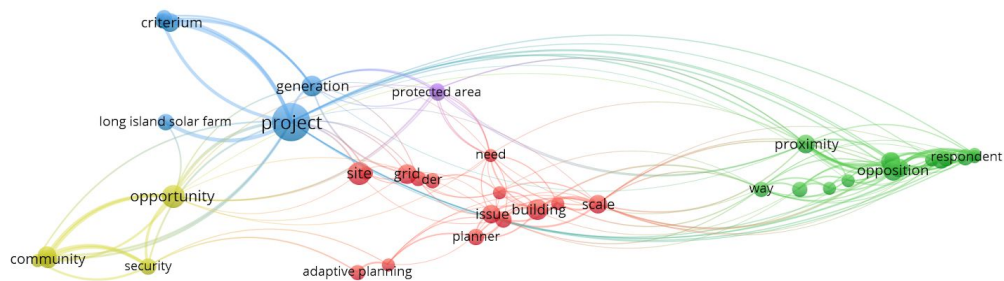 criterium
generation
protected area
project
long island solar farm
proximity
need
respondent
opposition
site
grid
der
way
opportunity
scale
building
issue
planner
community
security
adaptive planning